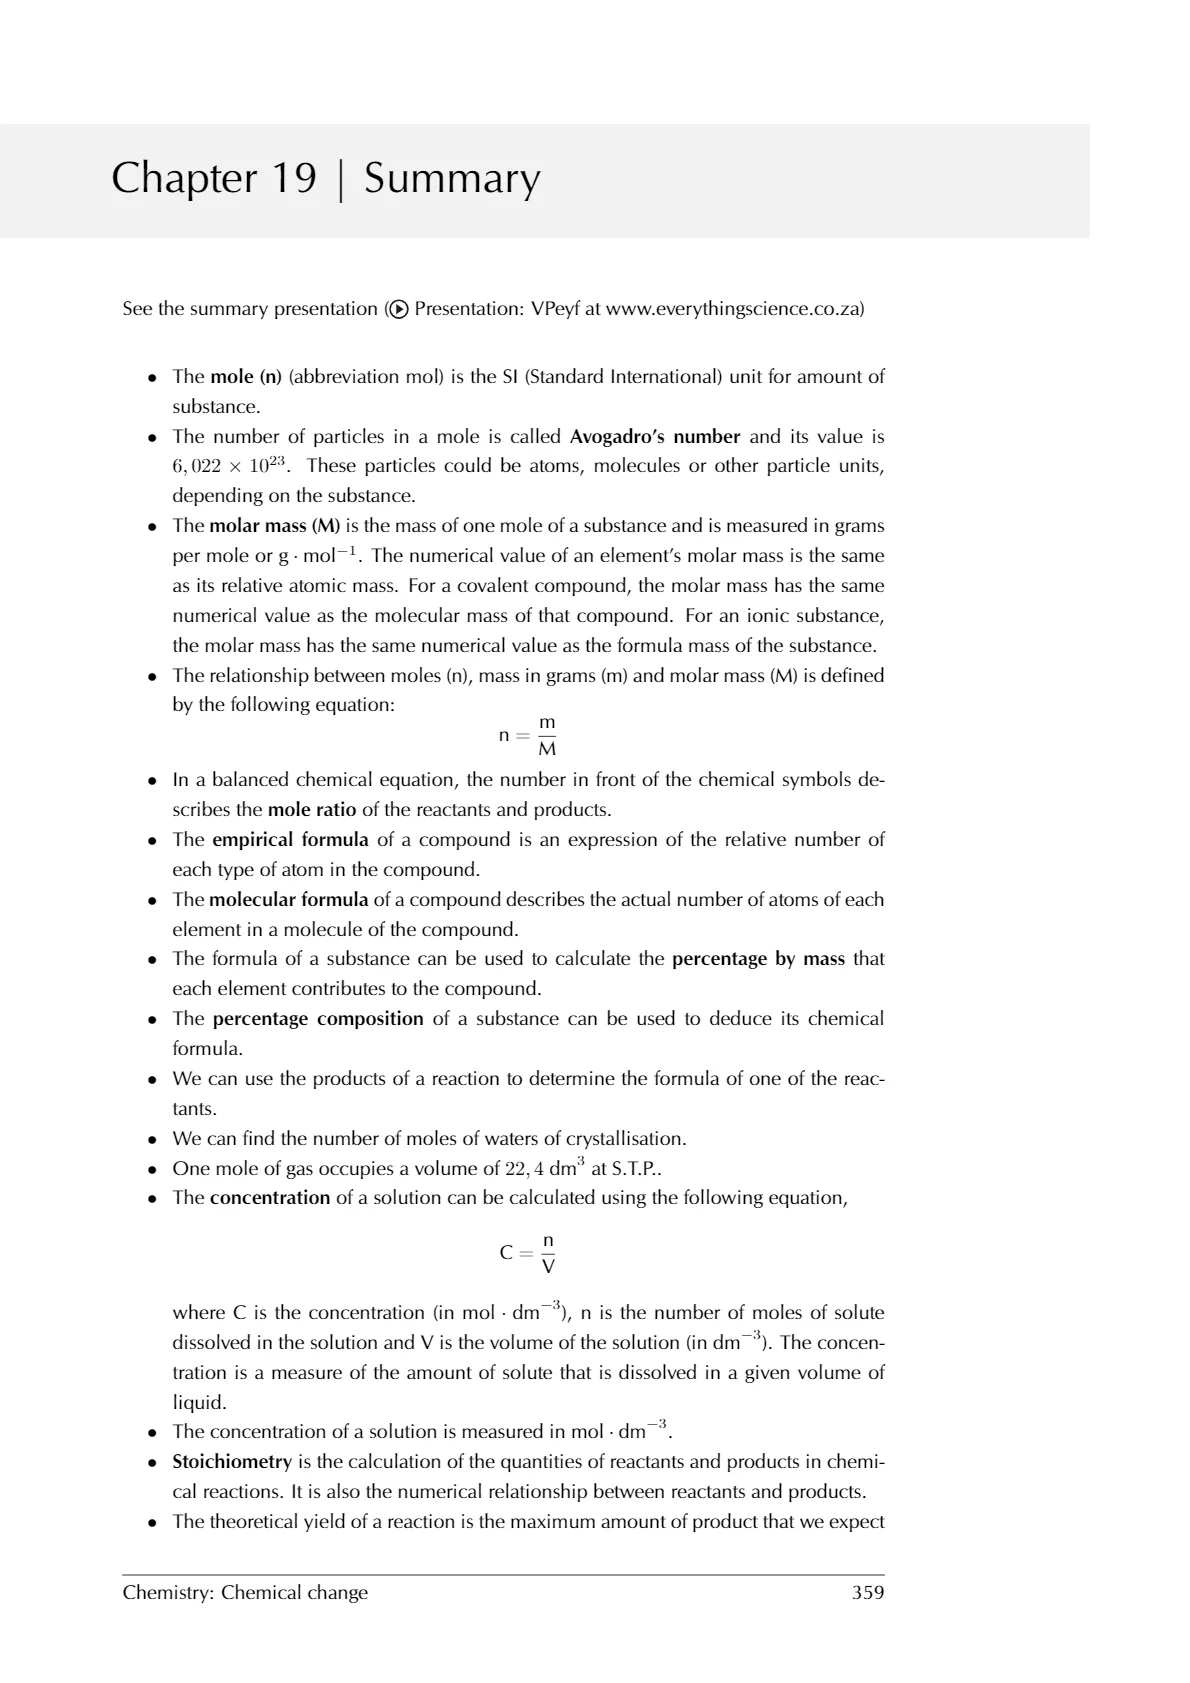 Chapter 19 | Summary
See the summary presentation (▶ Presentation: VPeyf at www.everythingscience.co.za)
• The mole (n) (abbreviation mol) is the SI (Standard International) unit for amount of
substance.
• The number of particles in a mole is called Avogadro’s number and its value is
6, 022 × 10²³. These particles could be atoms, molecules or other particle units,
depending on the substance.
• The molar mass (M) is the mass of one mole of a substance and is measured in grams
per mole or g · mol⁻¹. The numerical value of an element’s molar mass is the same
as its relative atomic mass. For a covalent compound, the molar mass has the same
numerical value as the molecular mass of that compound. For an ionic substance,
the molar mass has the same numerical value as the formula mass of the substance.
• The relationship between moles (n), mass in grams (m) and molar mass (M) is defined
by the following equation:
n = m/M
• In a balanced chemical equation, the number in front of the chemical symbols de-
scribes the mole ratio of the reactants and products.
• The empirical formula of a compound is an expression of the relative number of
each type of atom in the compound.
• The molecular formula of a compound describes the actual number of atoms of each
element in a molecule of the compound.
• The formula of a substance can be used to calculate the percentage by mass that
each element contributes to the compound.
• The percentage composition of a substance can be used to deduce its chemical
formula.
• We can use the products of a reaction to determine the formula of one of the reac-
tants.
• We can find the number of moles of waters of crystallisation.
• One mole of gas occupies a volume of 22, 4 dm³ at S.T.P..
• The concentration of a solution can be calculated using the following equation,
C = n/V
where C is the concentration (in mol · dm⁻³), n is the number of moles of solute
dissolved in the solution and V is the volume of the solution (in dm⁻³). The concen-
tration is a measure of the amount of solute that is dissolved in a given volume of
liquid.
• The concentration of a solution is measured in mol · dm⁻³.
• Stoichiometry is the calculation of the quantities of reactants and products in chemi-
cal reactions. It is also the numerical relationship between reactants and products.
• The theoretical yield of a reaction is the maximum amount of product that we expect
Chemistry: Chemical change 359